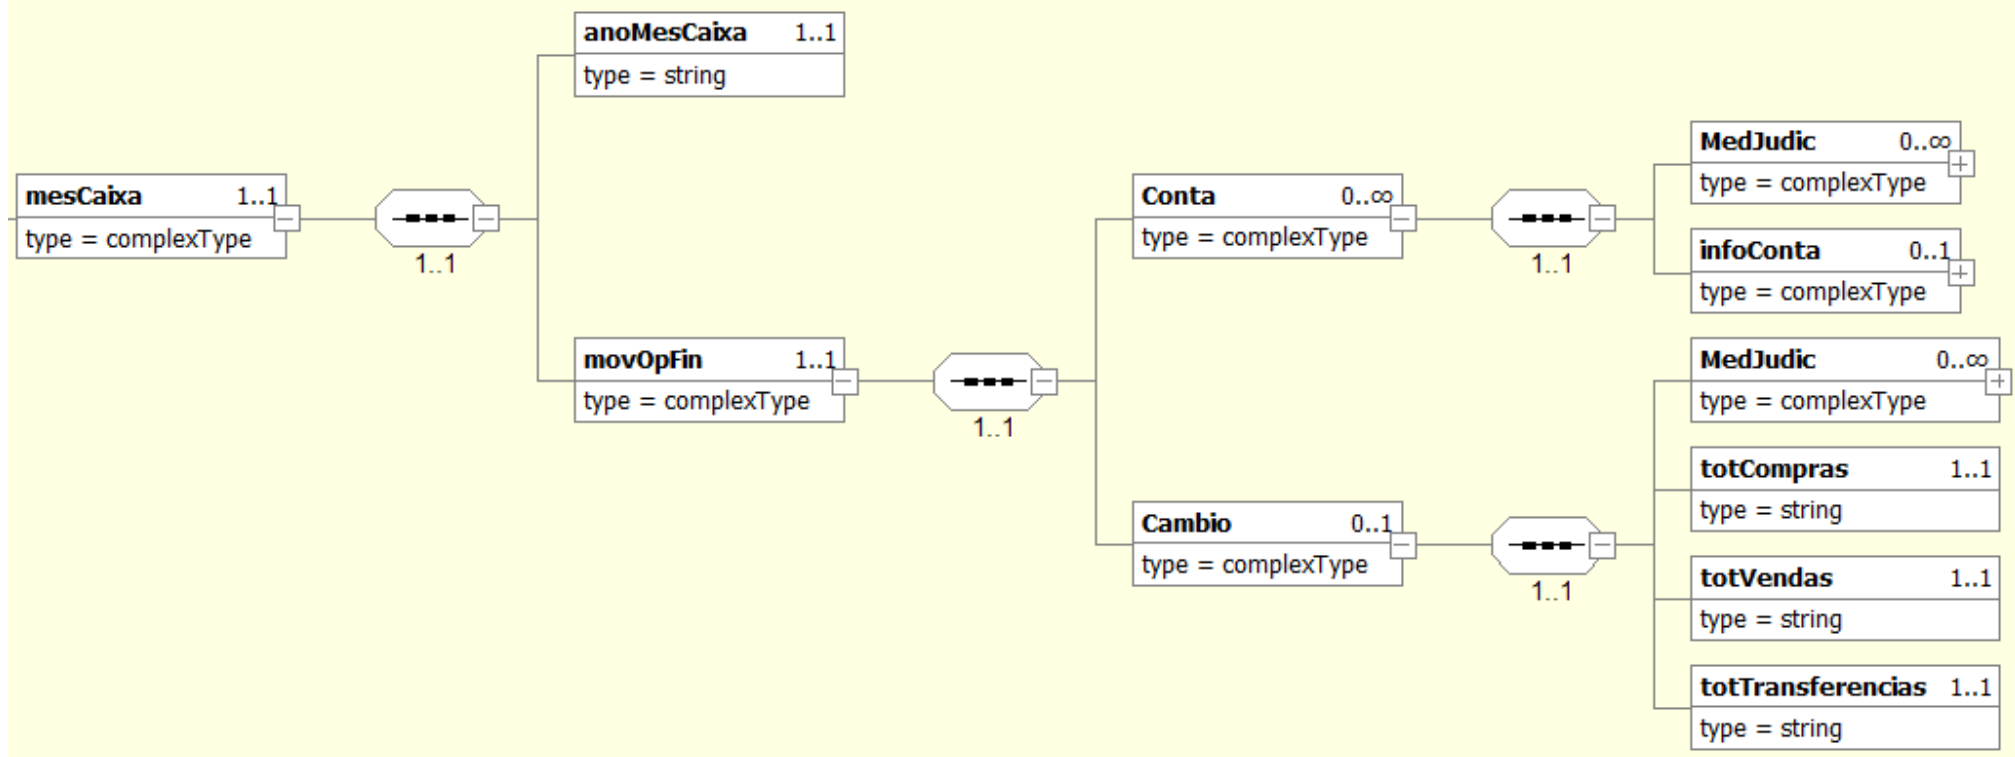 anoMesCaixa 1..1
type = string
mesCaixa 1..1
type = complexType
1..1
movOpFin 1..1
type = complexType
1..1
Conta 0..∞
type = complexType
1..1
MedJudic 0..∞
type = complexType
infoConta 0..1
type = complexType
Cambio 0..1
type = complexType
1..1
MedJudic 0..∞
type = complexType
totCompras 1..1
type = string
totVendas 1..1
type = string
totTransferencias 1..1
type = string